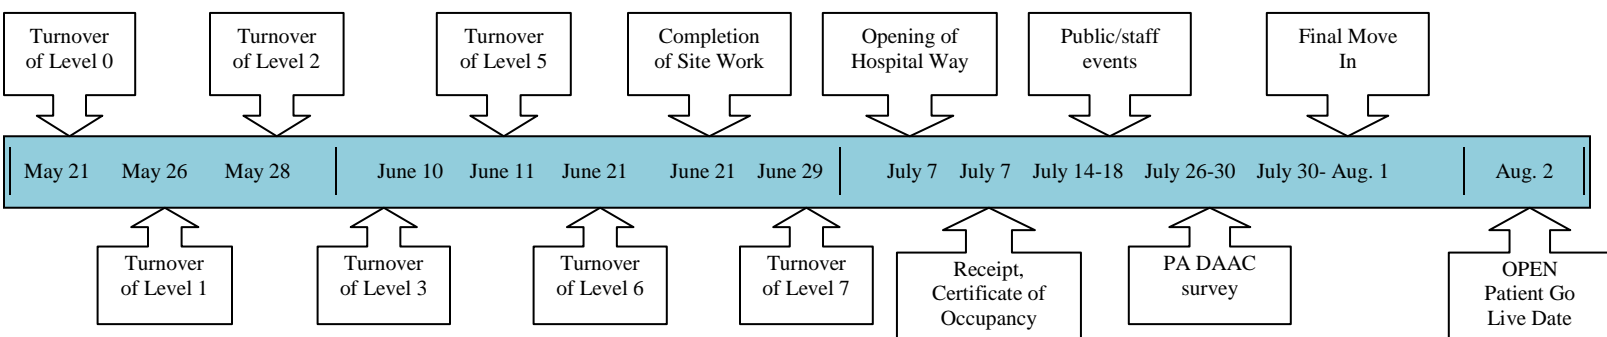 Turnover
of Level 0
Turnover
of Level 2
Turnover
of Level 5
Completion
of Site Work
Opening of
Hospital Way
Public/staff
events
Final Move
In
May 21 May 26 May 28 June 10 June 11 June 21 June 21 June 29 July 7 July 7 July 14-18 July 26-30 July 30- Aug. 1 Aug. 2
Turnover
of Level 1
Turnover
of Level 3
Turnover
of Level 6
Turnover
of Level 7
Receipt,
Certificate of
Occupancy
PA DAAC
survey
OPEN
Patient Go
Live Date